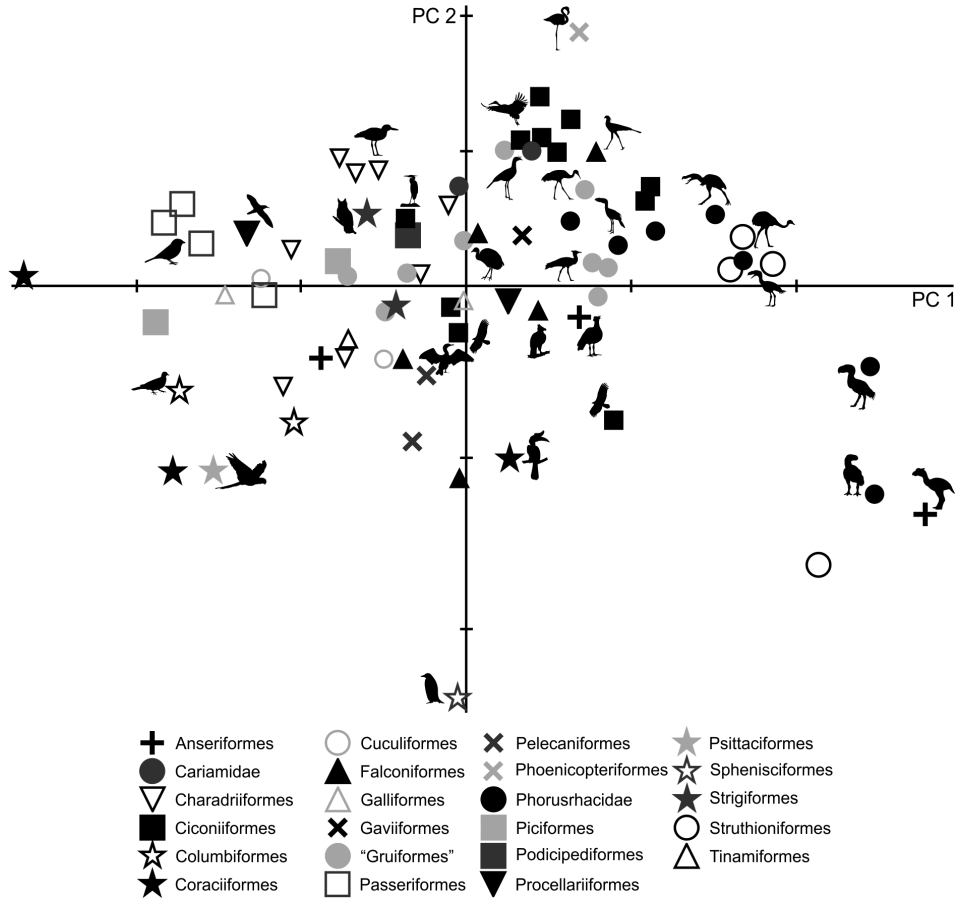 PC 2
PC 1
Anseriformes
Cariamidae
Charadriiformes
Ciconiiformes
Columbiformes
Coraciiformes
Cuculiformes
Falconiformes
Galliformes
Gaviiformes
“Gruiformes”
Passeriformes
Pelecaniformes
Phoenicopteriformes
Phorusrhacidae
Piciformes
Podicipediformes
Procellariiformes
Psittaciformes
Sphenisciformes
Strigiformes
Struthioniformes
Tinamiformes